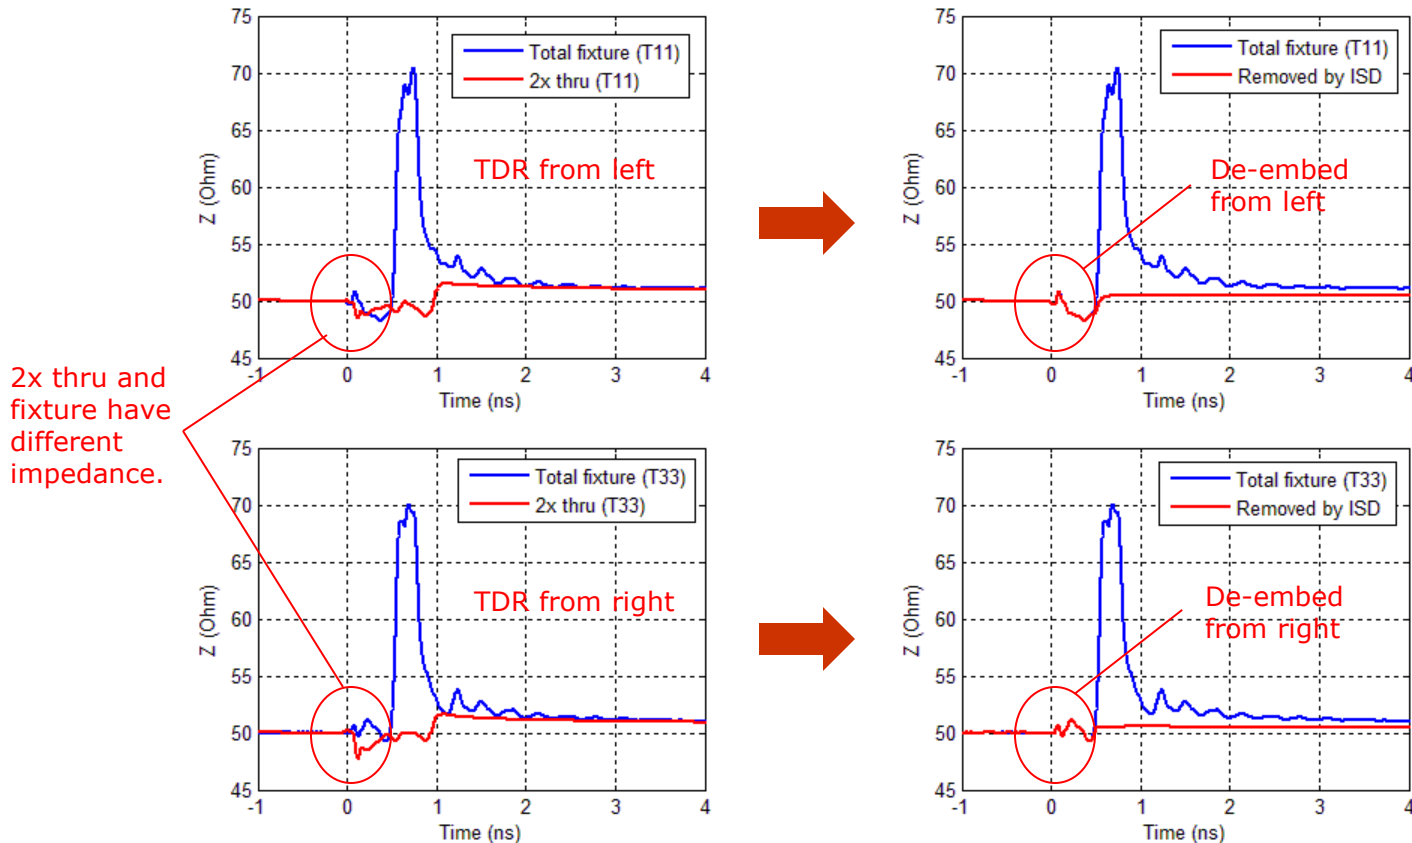 75
70
65
60
55
50
45
Z (Ohm)
-1
0
1
2
3
4
Time (ns)
Total fixture (T11)
2x thru (T11)
TDR from left
75
70
65
60
55
50
45
Z (Ohm)
-1
0
1
2
3
4
Time (ns)
Total fixture (T11)
Removed by ISD
De-embed
from left
2x thru and
fixture have
different
impedance.
75
70
65
60
55
50
45
Z (Ohm)
-1
0
1
2
3
4
Time (ns)
Total fixture (T33)
2x thru (T33)
TDR from right
75
70
65
60
55
50
45
Z (Ohm)
-1
0
1
2
3
4
Time (ns)
Total fixture (T33)
Removed by ISD
De-embed
from right